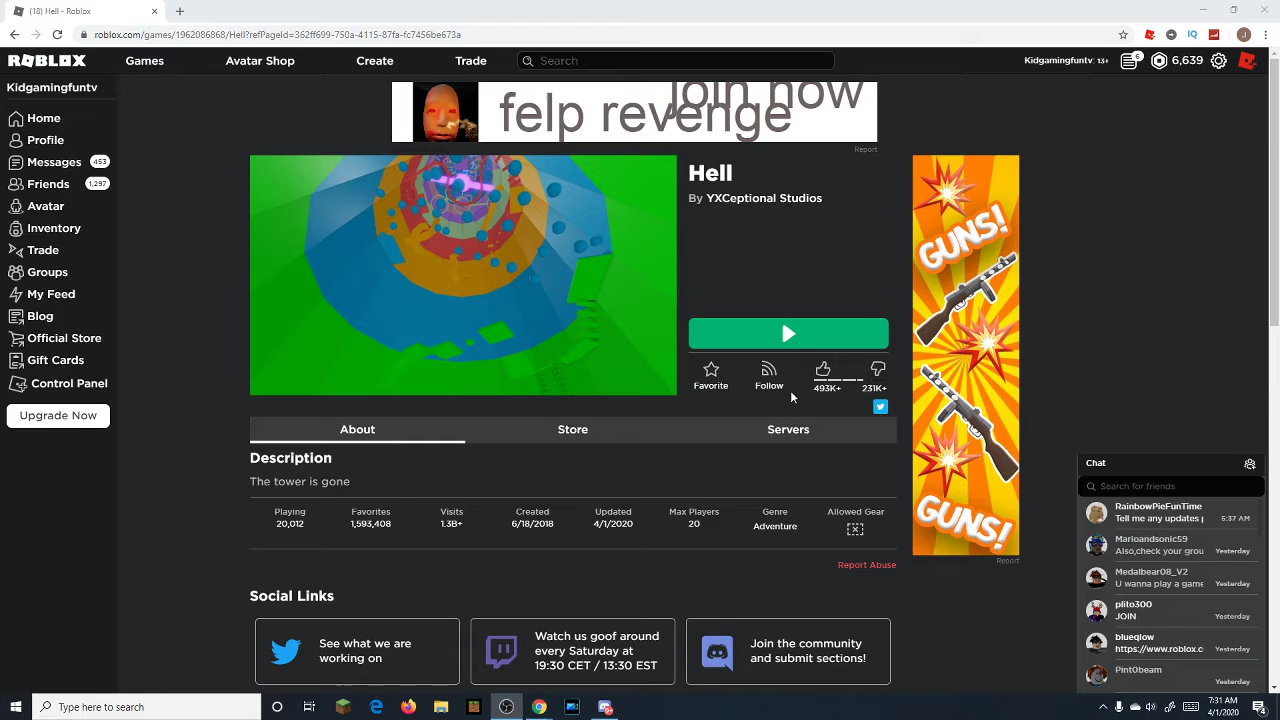 (18) Hell - Roblox
roblox.com/games/1962086868/Hell?refPageId=362ff699-750a-4115-87fa-fc7456be673a
J
ROBLOX
Games
Avatar Shop
Create
Trade
Search
Kidgamingfuntv: 13+
6
6,639
Kidgamingfuntv
Home
Profile
Messages 453
Friends 1,297
Avatar
Inventory
Trade
Groups
My Feed
Blog
Official Store
Gift Cards
Control Panel
Upgrade Now
join now
felp revenge
Report
Hell
By YXCeptional Studios
Favorite
Follow
493K+
231K+
GUNS!
GUNS!
Report
About
Store
Servers
Description
The tower is gone
Playing
20,012
Favorites
1,593,408
Visits
1.3B+
Created
6/18/2018
Updated
4/1/2020
Max Players
20
Genre
Adventure
Allowed Gear
Report Abuse
Social Links
See what we are
working on
Watch us goof around
every Saturday at
19:30 CET / 13:30 EST
Join the community
and submit sections!
Chat
Search for friends
RainbowPieFunTime
Tell me any updates 5:37 AM
Marioandsonic59
Also,check your grou Yesterday
Medalbear08_V2
U wanna play a game Yesterday
plito300
JOIN Yesterday
blueqlow
https://www.roblox.c Yesterday
Pint0beam
Yesterday
Type here to search
7:31 AM
4/1/2020